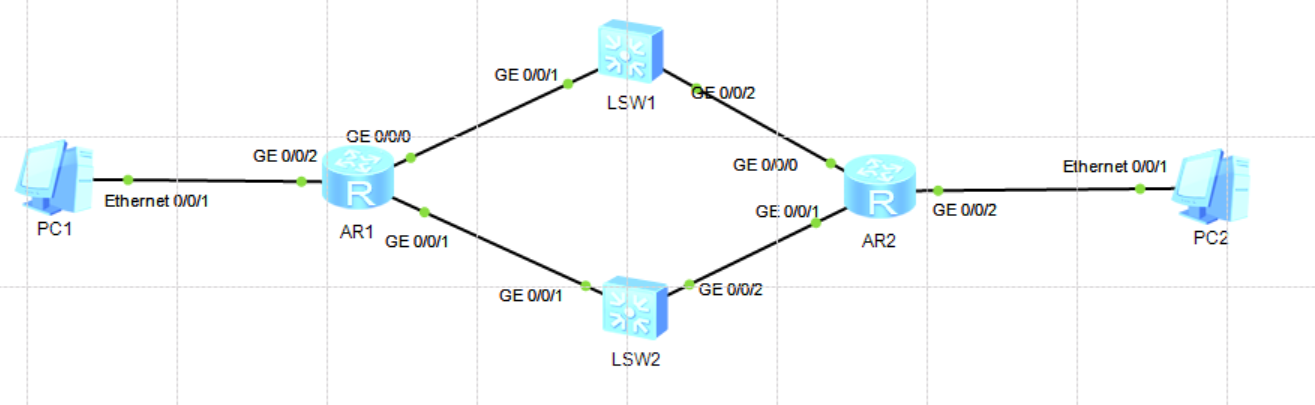 LSW1
GE 0/0/1
GE 0/0/2
GE 0/0/0
GE 0/0/2
R
AR1
GE 0/0/1
Ethernet 0/0/1
PC1
GE 0/0/0
R
AR2
GE 0/0/1
GE 0/0/2
Ethernet 0/0/1
PC2
GE 0/0/1
GE 0/0/2
LSW2